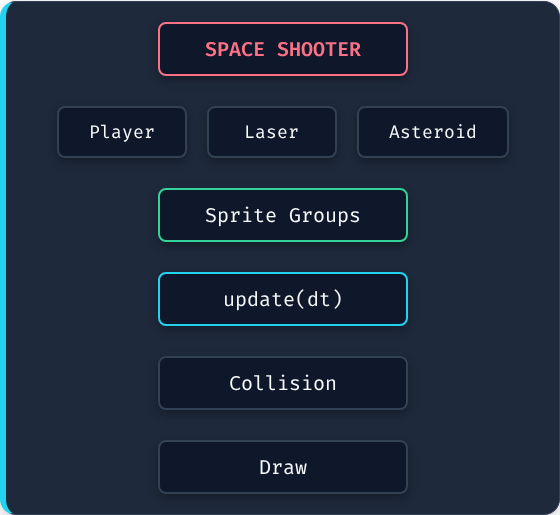 SPACE SHOOTER
Player
Laser
Asteroid
Sprite Groups
update(dt)
Collision
Draw